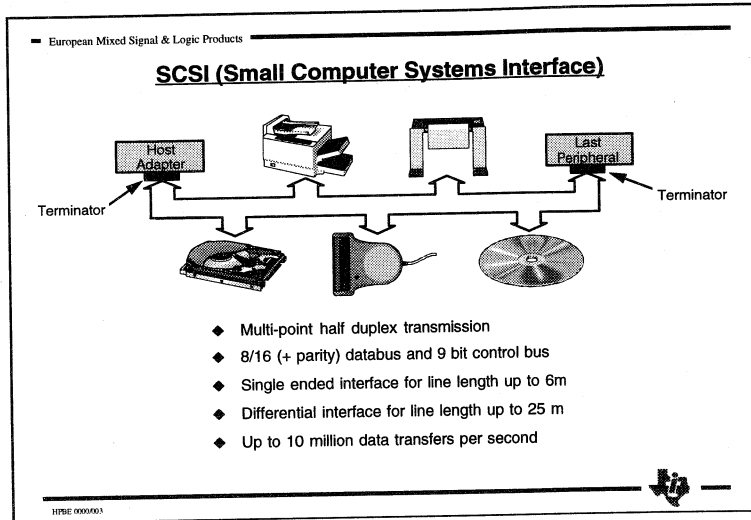 European Mixed Signal & Logic Products
SCSI (Small Computer Systems Interface)
Host
Adapter
Last
Peripheral
Terminator
Terminator
◆ Multi-point half duplex transmission
◆ 8/16 (+ parity) databus and 9 bit control bus
◆ Single ended interface for line length up to 6m
◆ Differential interface for line length up to 25 m
◆ Up to 10 million data transfers per second
HPBE 0000/003